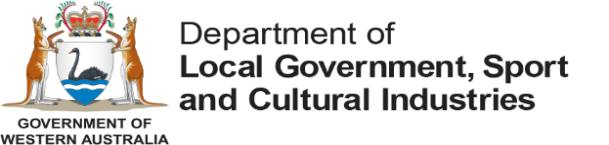 Department of
Local Government, Sport
and Cultural Industries
GOVERNMENT OF
WESTERN AUSTRALIA